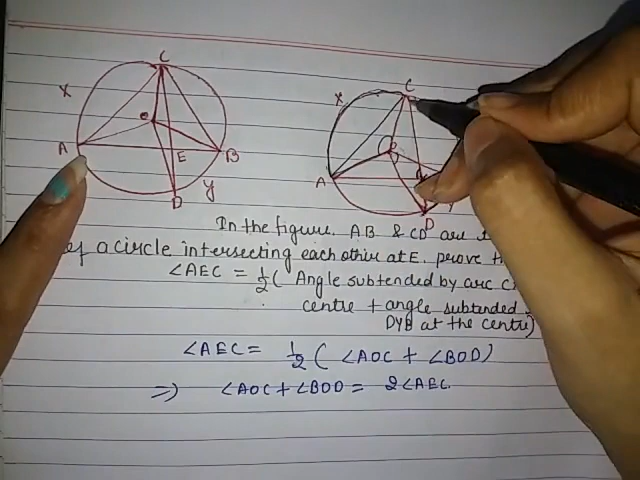 C
X
O
A
E
B
D
Y
C
X
O
A
D
In the figure. AB & CD are
of a circle intersecting each other at E. prove
∠AEC = 1/2 ( Angle subtended by arc
centre + angle subtended
DYB at the centre)
∠AEC = 1/2 ( ∠AOC + ∠BOD)
=> ∠AOC + ∠BOD = 2∠AEC.